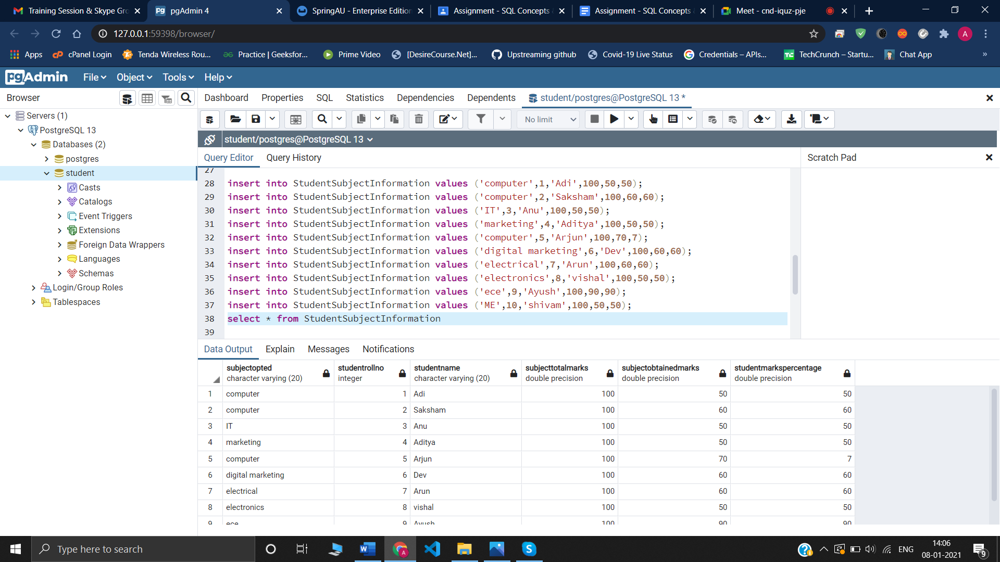 Training Session & Skype Gro
pgAdmin 4
SpringAU - Enterprise Edition
Assignment - SQL Concepts
Assignment - SQL Concepts
Meet - cnd-iquz-pje
127.0.0.1:59398/browser/
A
Apps
cPanel Login
Tenda Wireless Rou...
Practice | Geeksfor...
Prime Video
[DesireCourse.Net]...
Upstreaming github
Covid-19 Live Status
Credentials – APIs...
TechCrunch – Startu...
Chat App
»
pgAdmin
File
Object
Tools
Help
Browser
Dashboard
Properties
SQL
Statistics
Dependencies
Dependents
student/postgres@PostgreSQL 13 *
No limit
student/postgres@PostgreSQL 13
Servers (1)
PostgreSQL 13
Databases (2)
postgres
student
Casts
Catalogs
Event Triggers
Extensions
Foreign Data Wrappers
Languages
Schemas
Login/Group Roles
Tablespaces
Query Editor
Query History
Scratch Pad
27
28 insert into StudentSubjectInformation values ('computer',1,'Adi',100,50,50);
29 insert into StudentSubjectInformation values ('computer',2,'Saksham',100,60,60);
30 insert into StudentSubjectInformation values ('IT',3,'Anu',100,50,50);
31 insert into StudentSubjectInformation values ('marketing',4,'Aditya',100,50,50);
32 insert into StudentSubjectInformation values ('computer',5,'Arjun',100,70,7);
33 insert into StudentSubjectInformation values ('digital marketing',6,'Dev',100,60,60);
34 insert into StudentSubjectInformation values ('electrical',7,'Arun',100,60,60);
35 insert into StudentSubjectInformation values ('electronics',8,'vishal',100,50,50);
36 insert into StudentSubjectInformation values ('ece',9,'Ayush',100,90,90);
37 insert into StudentSubjectInformation values ('ME',10,'shivam',100,50,50);
38 select * from StudentSubjectInformation
39
Data Output
Explain
Messages
Notifications
subjectopted studentrollno studentname subjecttotalmarks subjectobtainedmarks studentmarkspercentage
character varying (20) integer character varying (20) double precision double precision double precision
1 computer 1 Adi 100 50 50
2 computer 2 Saksham 100 60 60
3 IT 3 Anu 100 50 50
4 marketing 4 Aditya 100 50 50
5 computer 5 Arjun 100 70 7
6 digital marketing 6 Dev 100 60 60
7 electrical 7 Arun 100 60 60
8 electronics 8 vishal 100 50 50
9 ece 9 Ayush 100 90 90
Type here to search
ENG
14:06
08-01-2021
9